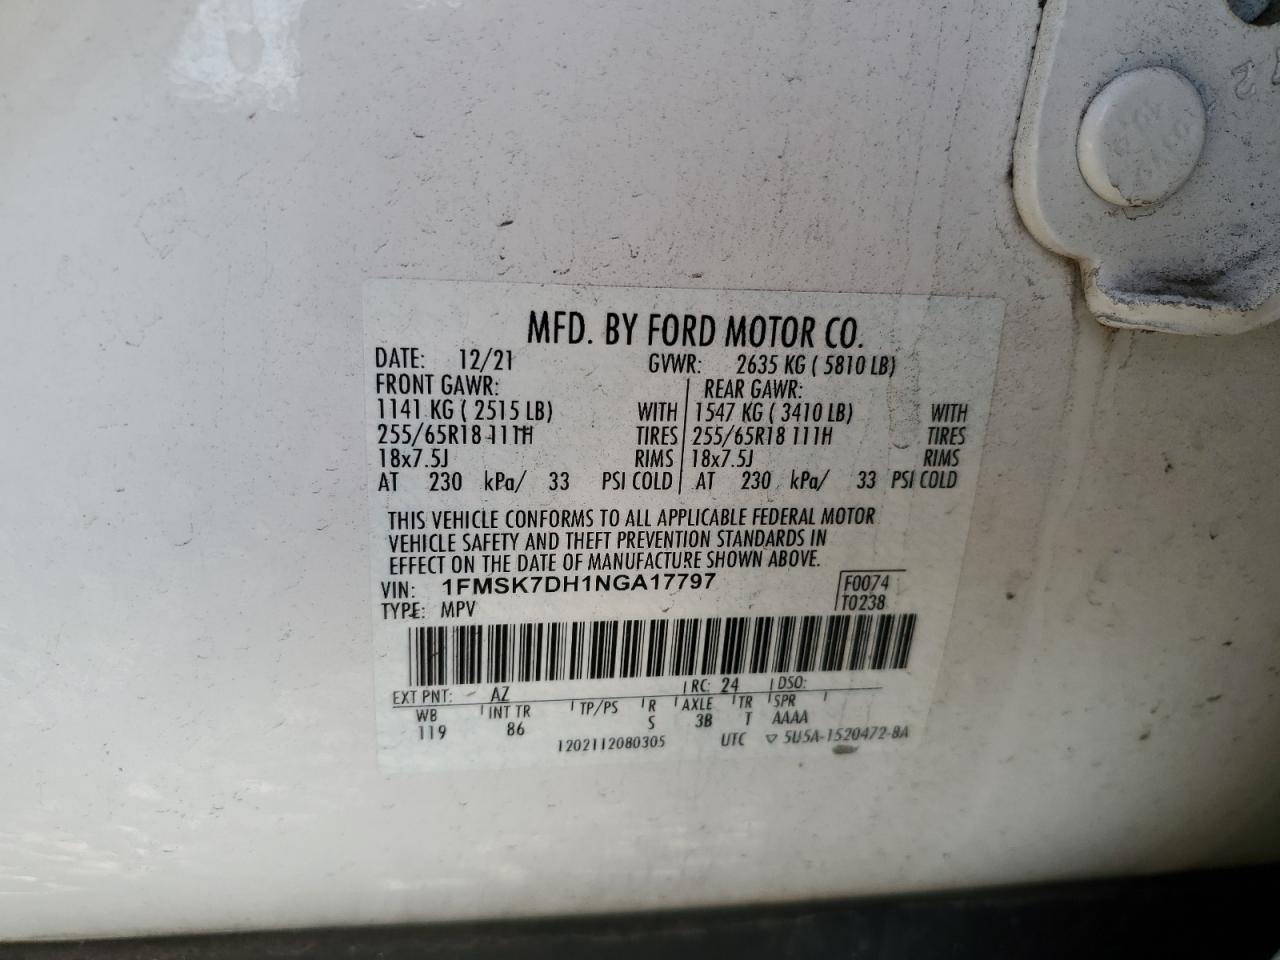 MFD. BY FORD MOTOR CO.
DATE: 12/21 GVWR: 2635 KG ( 5810 LB)
FRONT GAWR: REAR GAWR:
1141 KG ( 2515 LB) WITH 1547 KG ( 3410 LB) WITH
255/65R18 111H TIRES 255/65R18 111H TIRES
18x7.5J RIMS 18x7.5J RIMS
AT 230 kPa/ 33 PSI COLD AT 230 kPa/ 33 PSI COLD
THIS VEHICLE CONFORMS TO ALL APPLICABLE FEDERAL MOTOR
VEHICLE SAFETY AND THEFT PREVENTION STANDARDS IN
EFFECT ON THE DATE OF MANUFACTURE SHOWN ABOVE.
VIN: 1FMSK7DH1NGA17797 F0074
TYPE: MPV T0238
EXT PNT: AZ RC: 24 DSO:
WB INT TR TP/PS R AXLE TR SPR
119 86 S 3B T AAAA
1202112080305 UTC ▽ 5U5A-1520472-8A